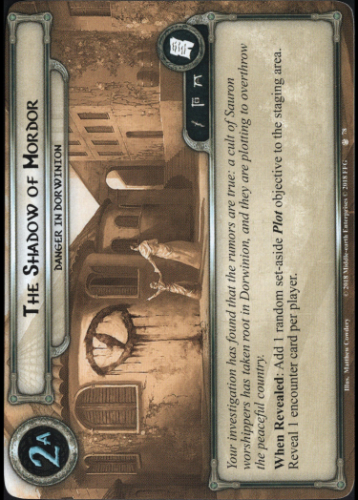 2A
THE SHADOW OF MORDOR
DANGER IN DORWINION
Your investigation has found that the rumors are true: a cult of Sauron
worshippers has taken root in Dorwinion, and they are plotting to overthrow
the peaceful country.
When Revealed: Add 1 random set-aside Plot objective to the staging area.
Reveal 1 encounter card per player.
Illus. Matthew Cowdery © 2018 Middle-earth Enterprises © 2018 FFG 78